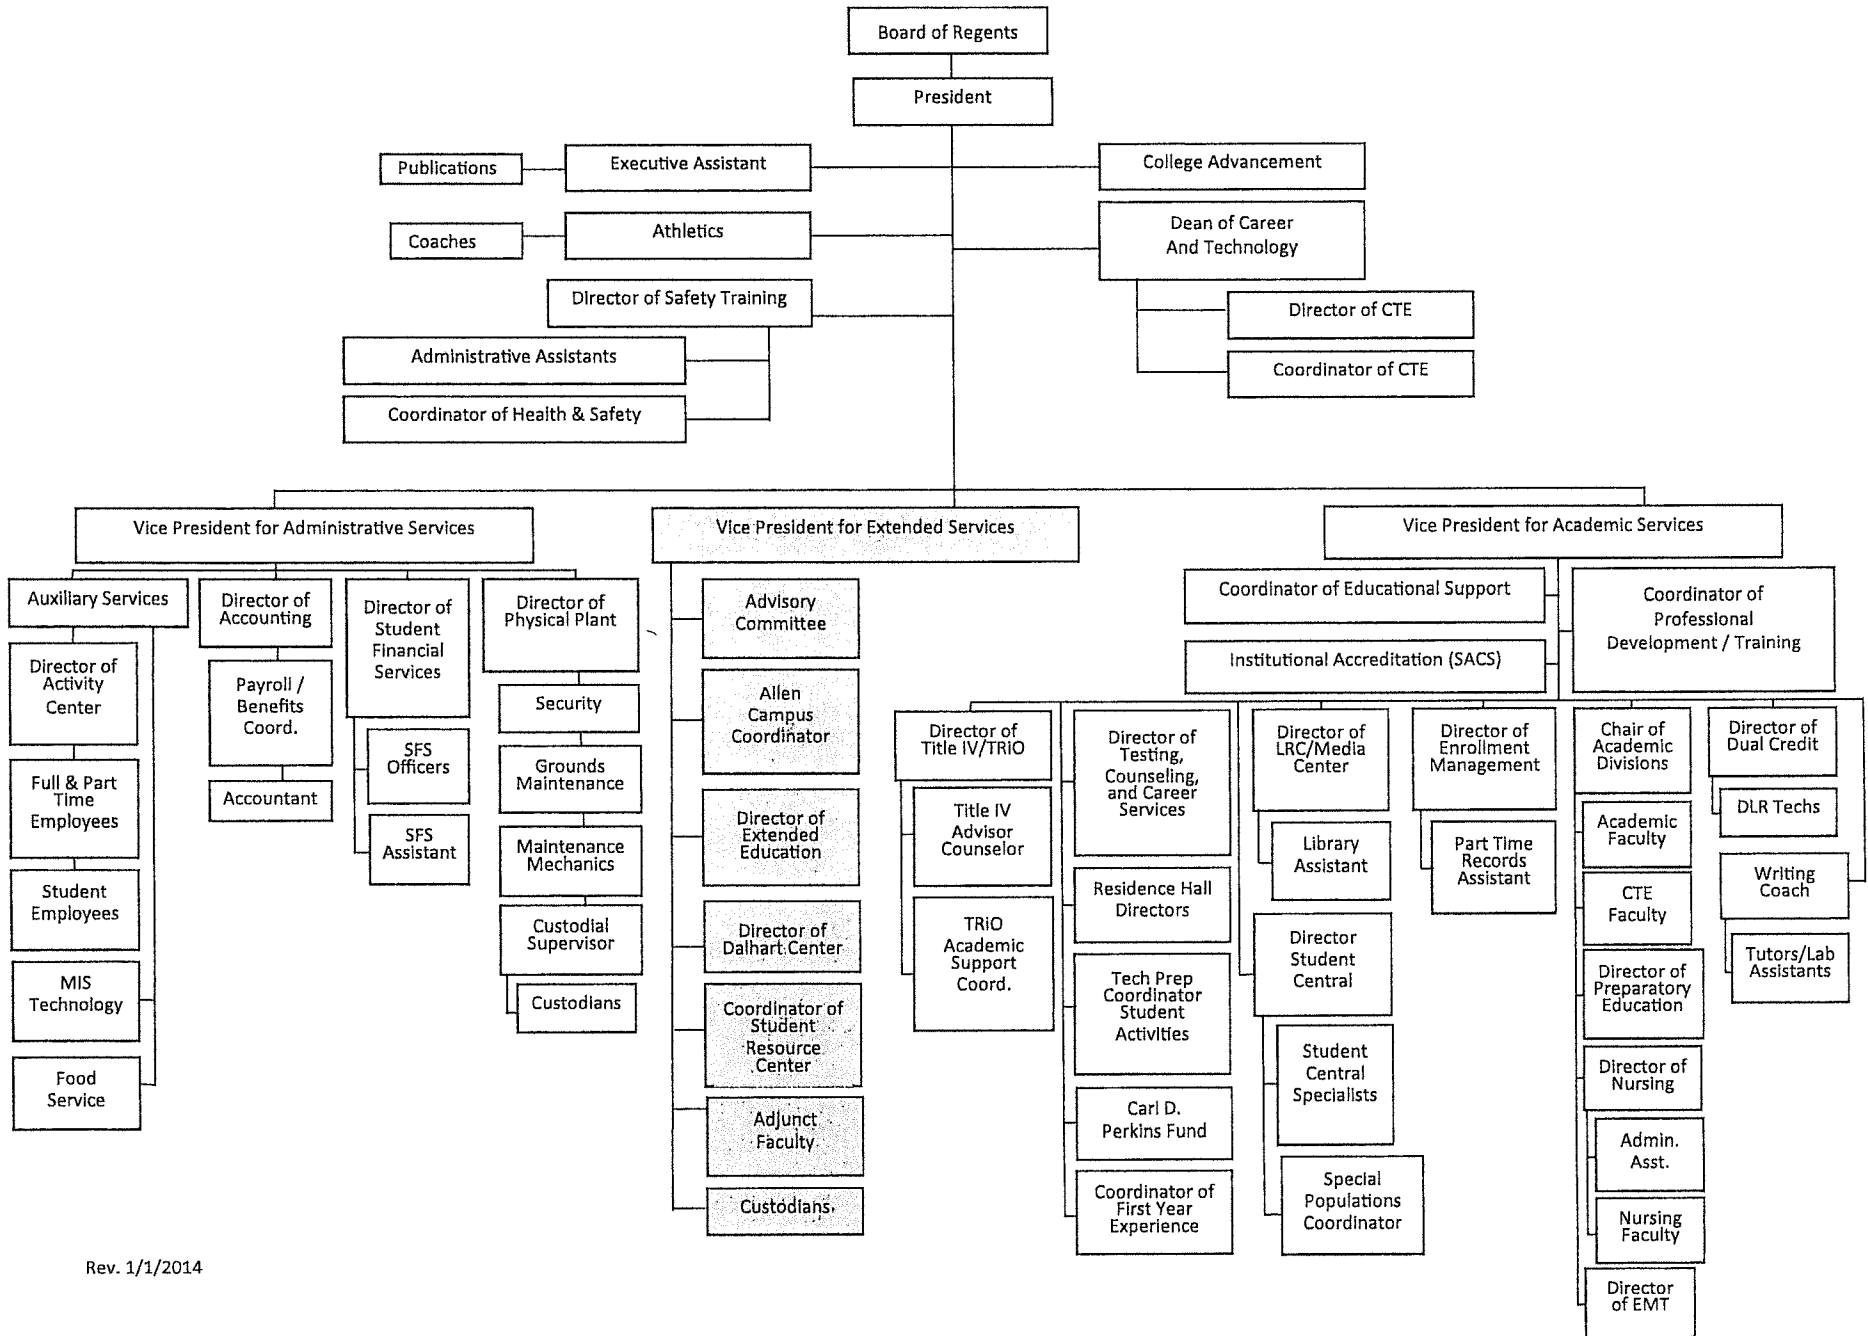 Board of Regents
President
Publications
Executive Assistant
College Advancement
Coaches
Athletics
Dean of Career
And Technology
Director of Safety Training
Director of CTE
Administrative Assistants
Coordinator of CTE
Coordinator of Health & Safety
Vice President for Administrative Services
Vice President for Extended Services
Vice President for Academic Services
Auxiliary Services
Director of
Activity
Center
Full & Part
Time
Employees
Student
Employees
MIS
Technology
Food
Service
Director of
Accounting
Payroll /
Benefits
Coord.
Accountant
Director of
Student
Financial
Services
SFS
Officers
SFS
Assistant
Director of
Physical Plant
Security
Grounds
Maintenance
Maintenance
Mechanics
Custodial
Supervisor
Custodians
Advisory
Committee
Allen
Campus
Coordinator
Director of
Extended
Education
Director of
Dalhart Center
Coordinator of
Student
Resource
Center
Adjunct
Faculty
Custodians
Coordinator of Educational Support
Institutional Accreditation (SACS)
Coordinator of
Professional
Development / Training
Director of
Title IV/TRiO
Title IV
Advisor
Counselor
TRiO
Academic
Support
Coord.
Director of
Testing,
Counseling,
and Career
Services
Residence Hall
Directors
Tech Prep
Coordinator
Student
Activities
Carl D.
Perkins Fund
Coordinator of
First Year
Experience
Director of
LRC/Media
Center
Library
Assistant
Director
Student
Central
Student
Central
Specialists
Special
Populations
Coordinator
Director of
Enrollment
Management
Part Time
Records
Assistant
Chair of
Academic
Divisions
Academic
Faculty
CTE
Faculty
Director of
Preparatory
Education
Director of
Nursing
Admin.
Asst.
Nursing
Faculty
Director
of EMT
Director of
Dual Credit
DLR Techs
Writing
Coach
Tutors/Lab
Assistants
Rev. 1/1/2014